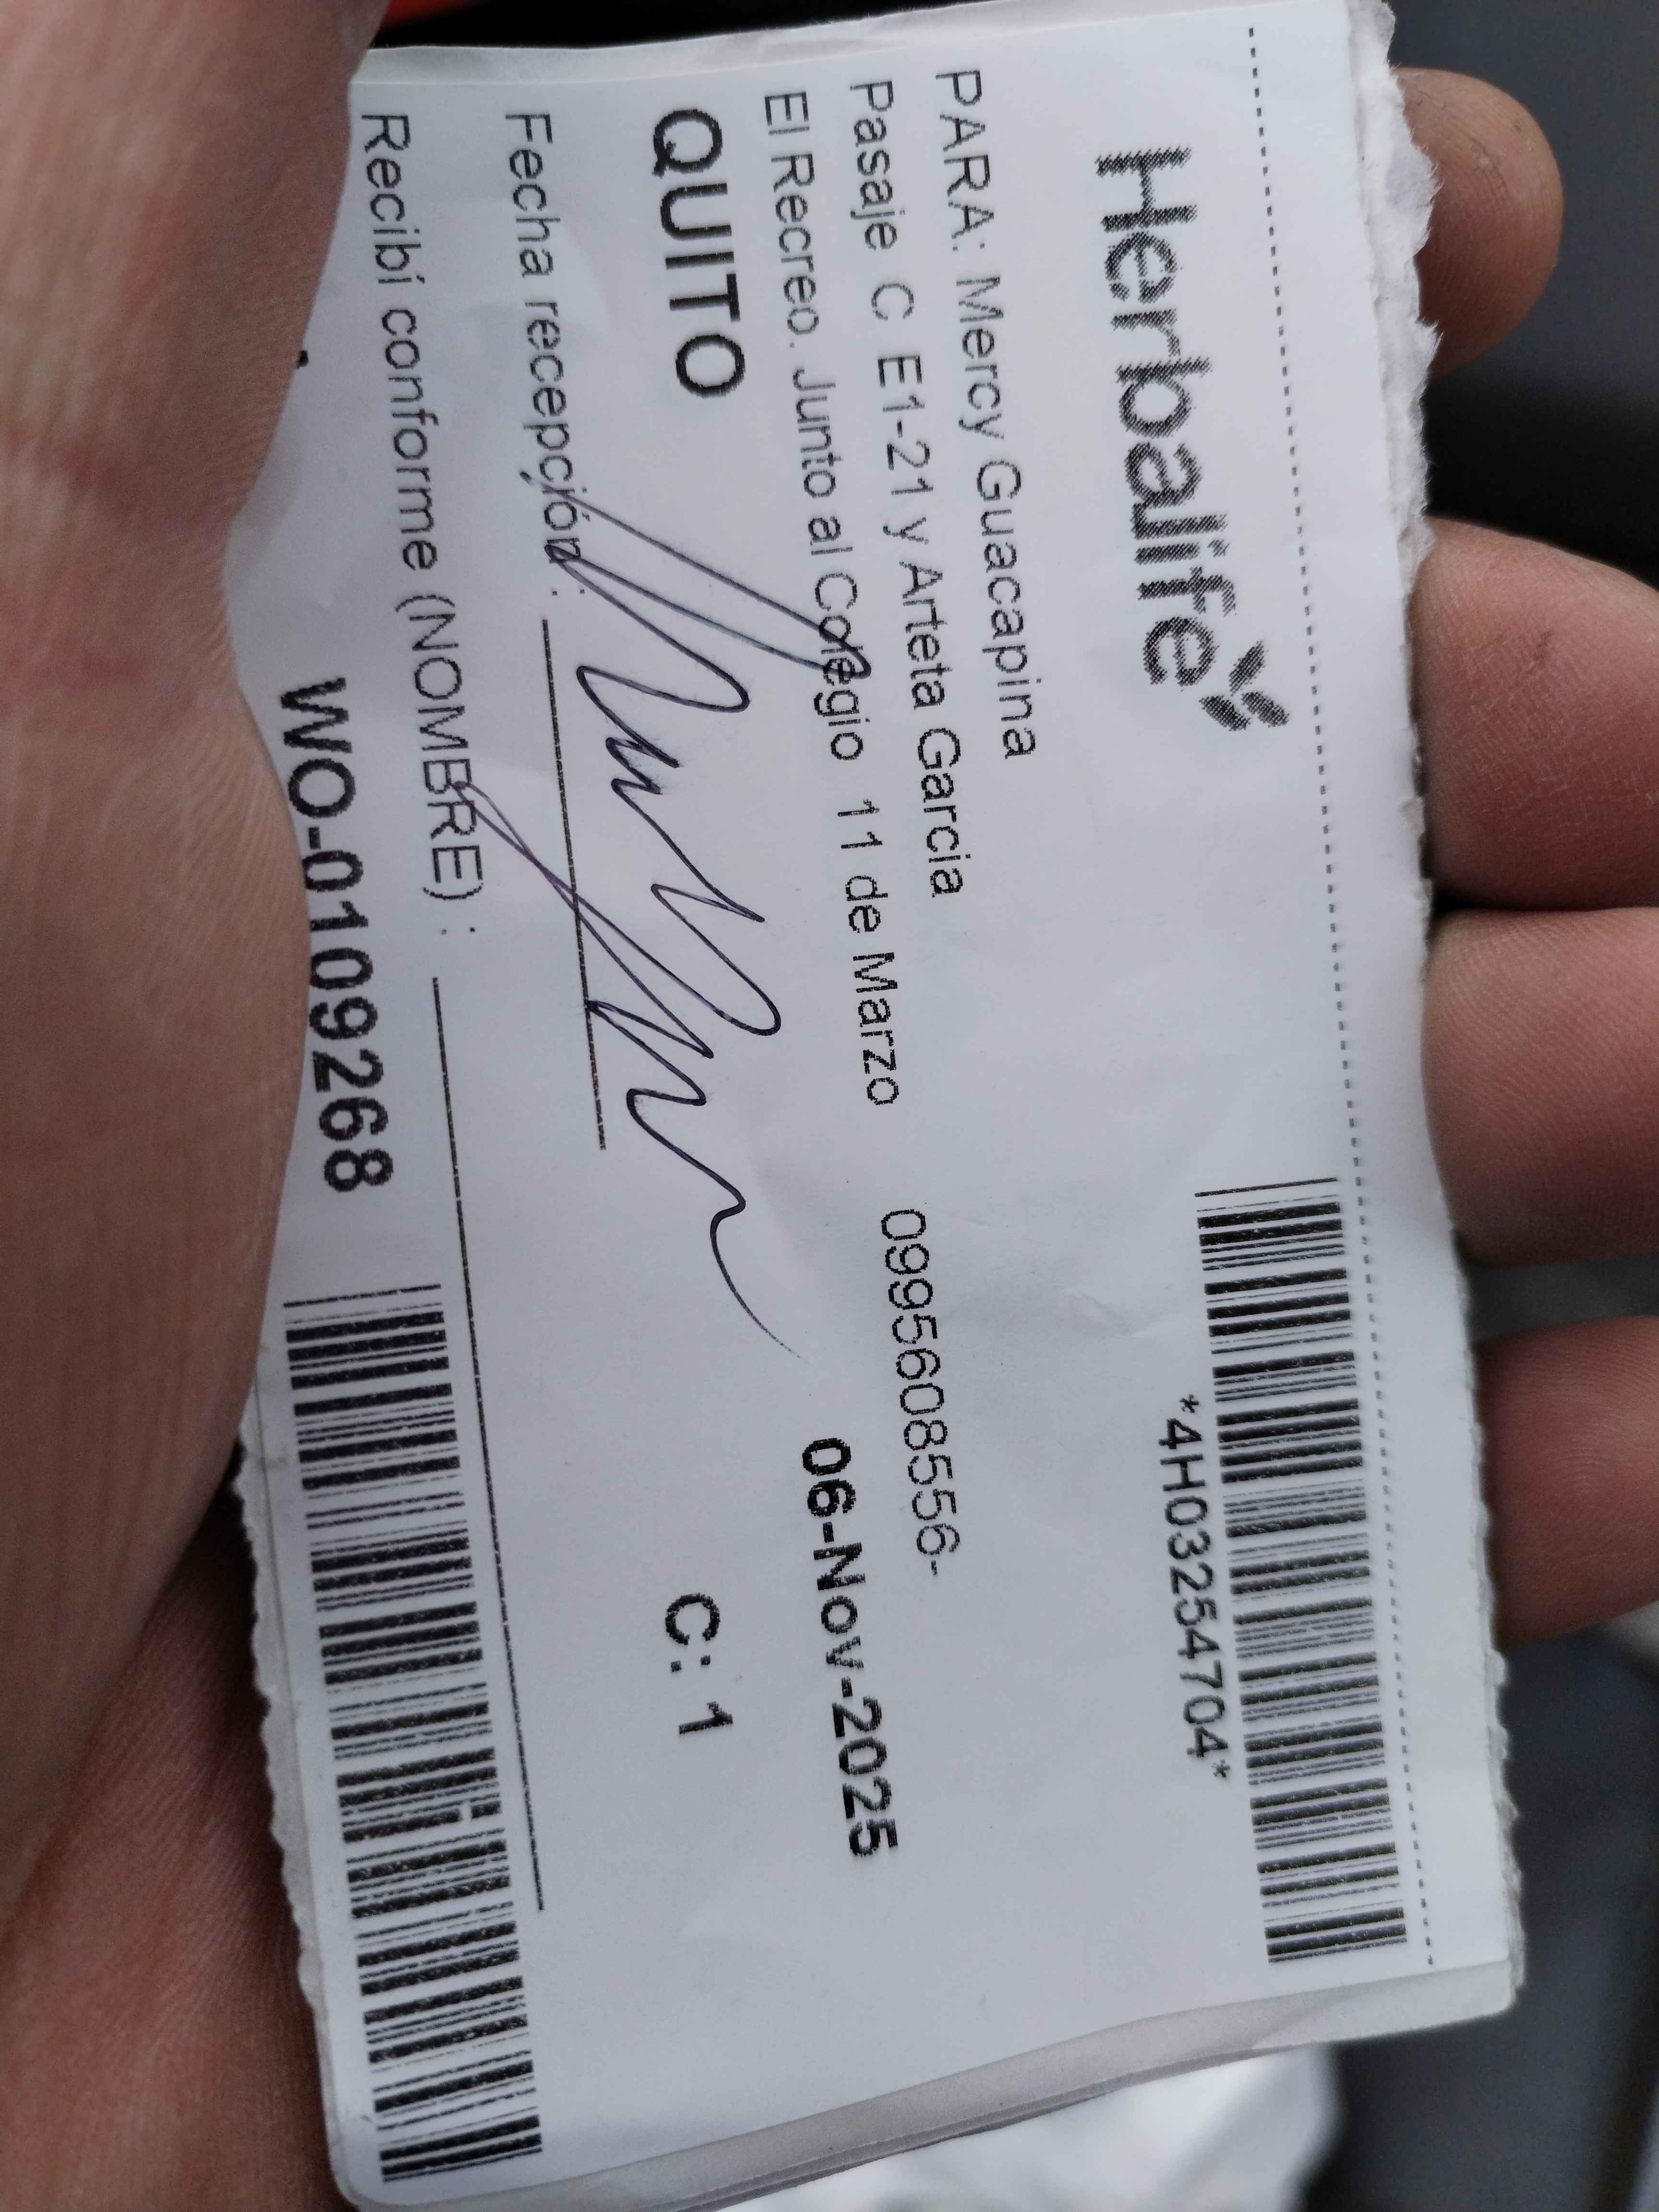 Herbalife
*4H03254704*
PARA: Mercy Guacapina
Pasaje C E1-21 y Arteta Garcia
El Recreo. Junto al Colegio 11 de Marzo 0995608556-
06-Nov-2025
QUITO C: 1
Fecha recepción :
Recibí conforme (NOMBRE) :
WO-0109268